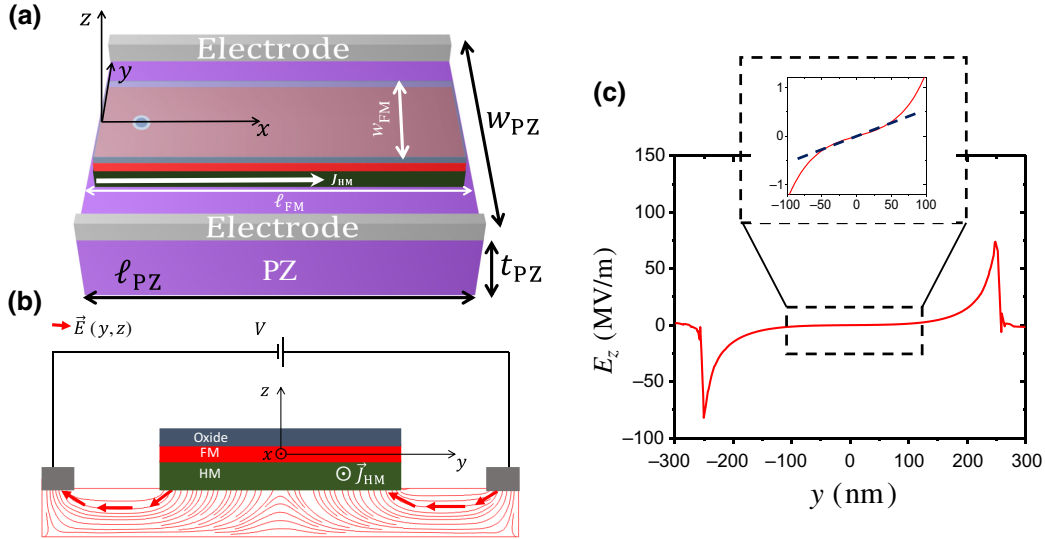 (a)
z
Electrode
y
x
w_FM
w_PZ
J_HM
ℓ_FM
Electrode
ℓ_PZ
PZ
t_PZ
(b)
E⃗ (y, z)
V
z
Oxide
FM
x
y
HM
J⃗_HM
(c)
1
0
−1
−100 −50 0 50 100
150
100
50
0
−50
−100
E_z (MV/m)
−300 −200 −100 0 100 200 300
y (nm)